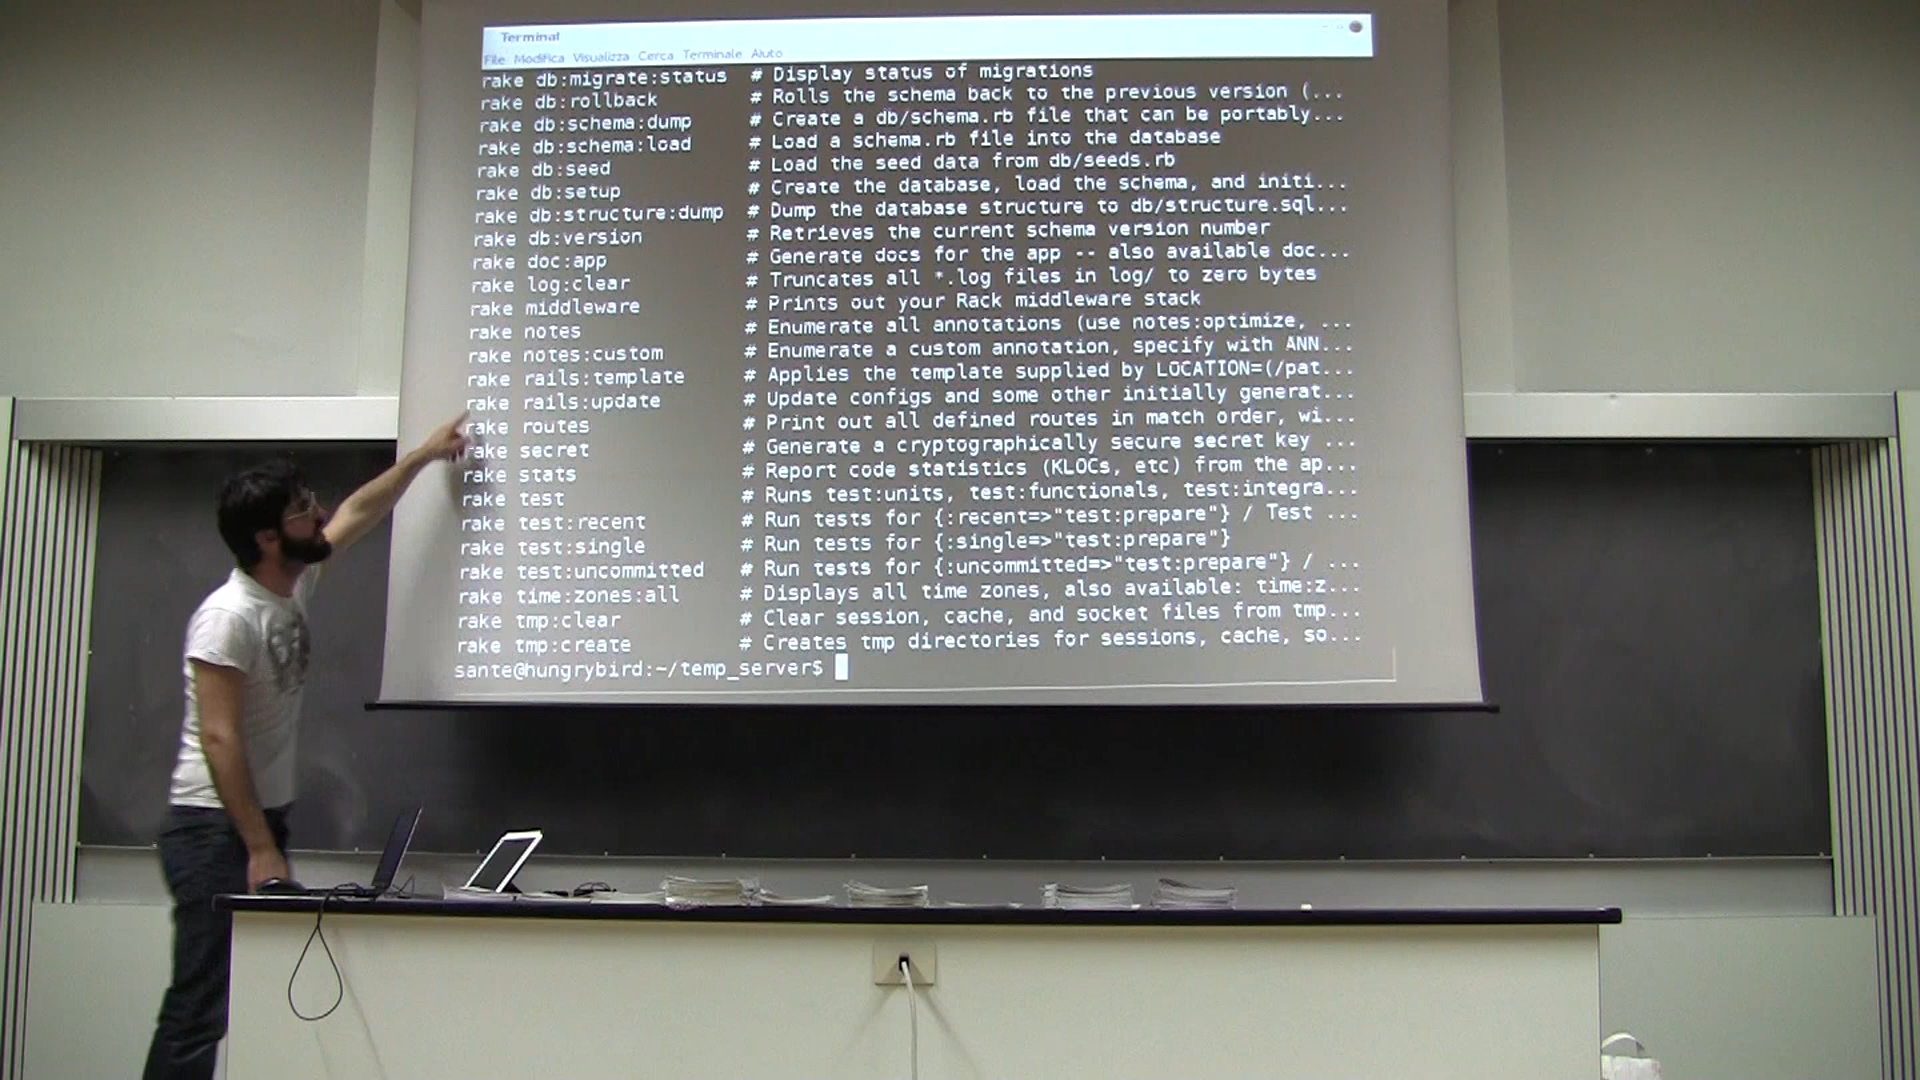 Terminal
File Modifica Visualizza Cerca Terminale Aiuto
rake db:migrate:status # Display status of migrations
rake db:rollback # Rolls the schema back to the previous version (...
rake db:schema:dump # Create a db/schema.rb file that can be portably...
rake db:schema:load # Load a schema.rb file into the database
rake db:seed # Load the seed data from db/seeds.rb
rake db:setup # Create the database, load the schema, and initi...
rake db:structure:dump # Dump the database structure to db/structure.sql...
rake db:version # Retrieves the current schema version number
rake doc:app # Generate docs for the app -- also available doc...
rake log:clear # Truncates all *.log files in log/ to zero bytes
rake middleware # Prints out your Rack middleware stack
rake notes # Enumerate all annotations (use notes:optimize, ...
rake notes:custom # Enumerate a custom annotation, specify with ANN...
rake rails:template # Applies the template supplied by LOCATION=(/pat...
rake rails:update # Update configs and some other initially generat...
rake routes # Print out all defined routes in match order, wi...
rake secret # Generate a cryptographically secure secret key ...
rake stats # Report code statistics (KLOCs, etc) from the ap...
rake test # Runs test:units, test:functionals, test:integra...
rake test:recent # Run tests for {:recent=>"test:prepare"} / Test ...
rake test:single # Run tests for {:single=>"test:prepare"}
rake test:uncommitted # Run tests for {:uncommitted=>"test:prepare"} / ...
rake time:zones:all # Displays all time zones, also available: time:z...
rake tmp:clear # Clear session, cache, and socket files from tmp...
rake tmp:create # Creates tmp directories for sessions, cache, so...
sante@hungrybird:~/temp_server$